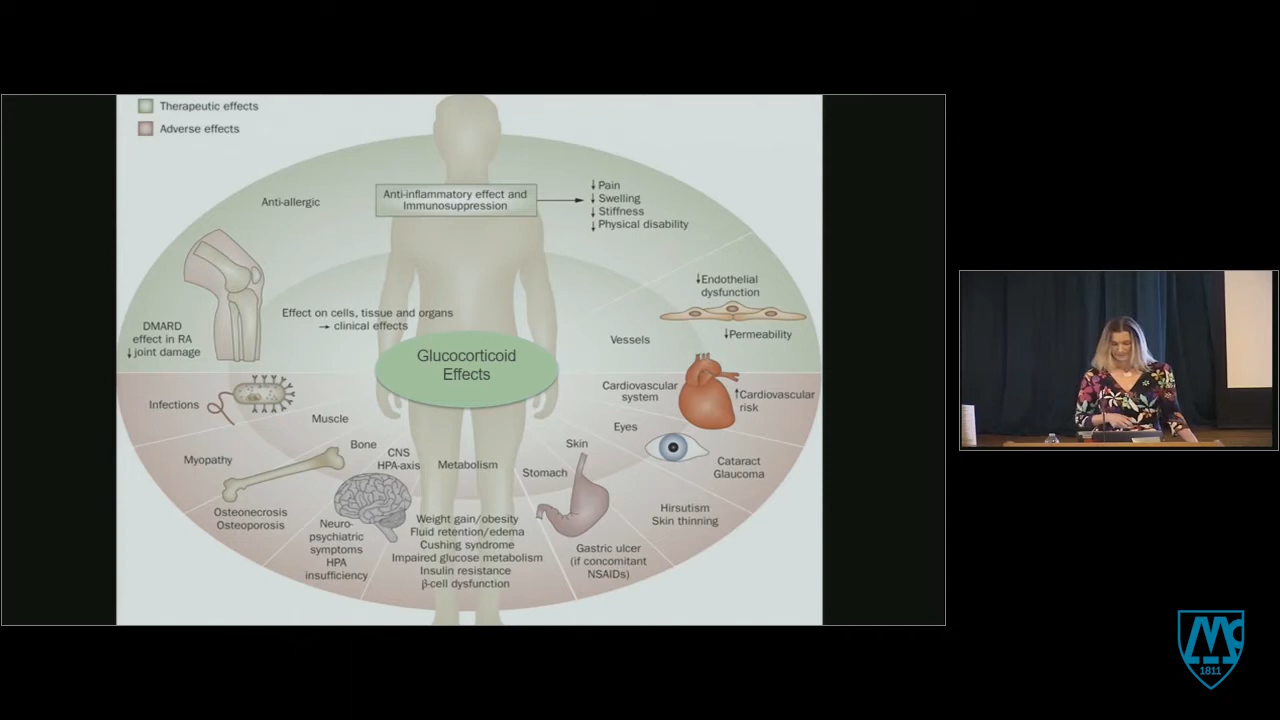 Therapeutic effects
Adverse effects
Anti-allergic
Anti-inflammatory effect and
Immunosuppression
↓ Pain
↓ Swelling
↓ Stiffness
↓ Physical disability
↓Endothelial
dysfunction
Effect on cells, tissue and organs
→ clinical effects
DMARD
effect in RA
↓ joint damage
Vessels
↓Permeability
Glucocorticoid
Effects
Cardiovascular
system
↑Cardiovascular
risk
Infections
Muscle
Eyes
Bone
CNS
HPA-axis
Metabolism
Skin
Stomach
Myopathy
Cataract
Glaucoma
Osteonecrosis
Osteoporosis
Hirsutism
Skin thinning
Neuro-
psychiatric
symptoms
HPA
insufficiency
Weight gain/obesity
Fluid retention/edema
Cushing syndrome
Impaired glucose metabolism
Insulin resistance
β-cell dysfunction
Gastric ulcer
(if concomitant
NSAIDs)
1811